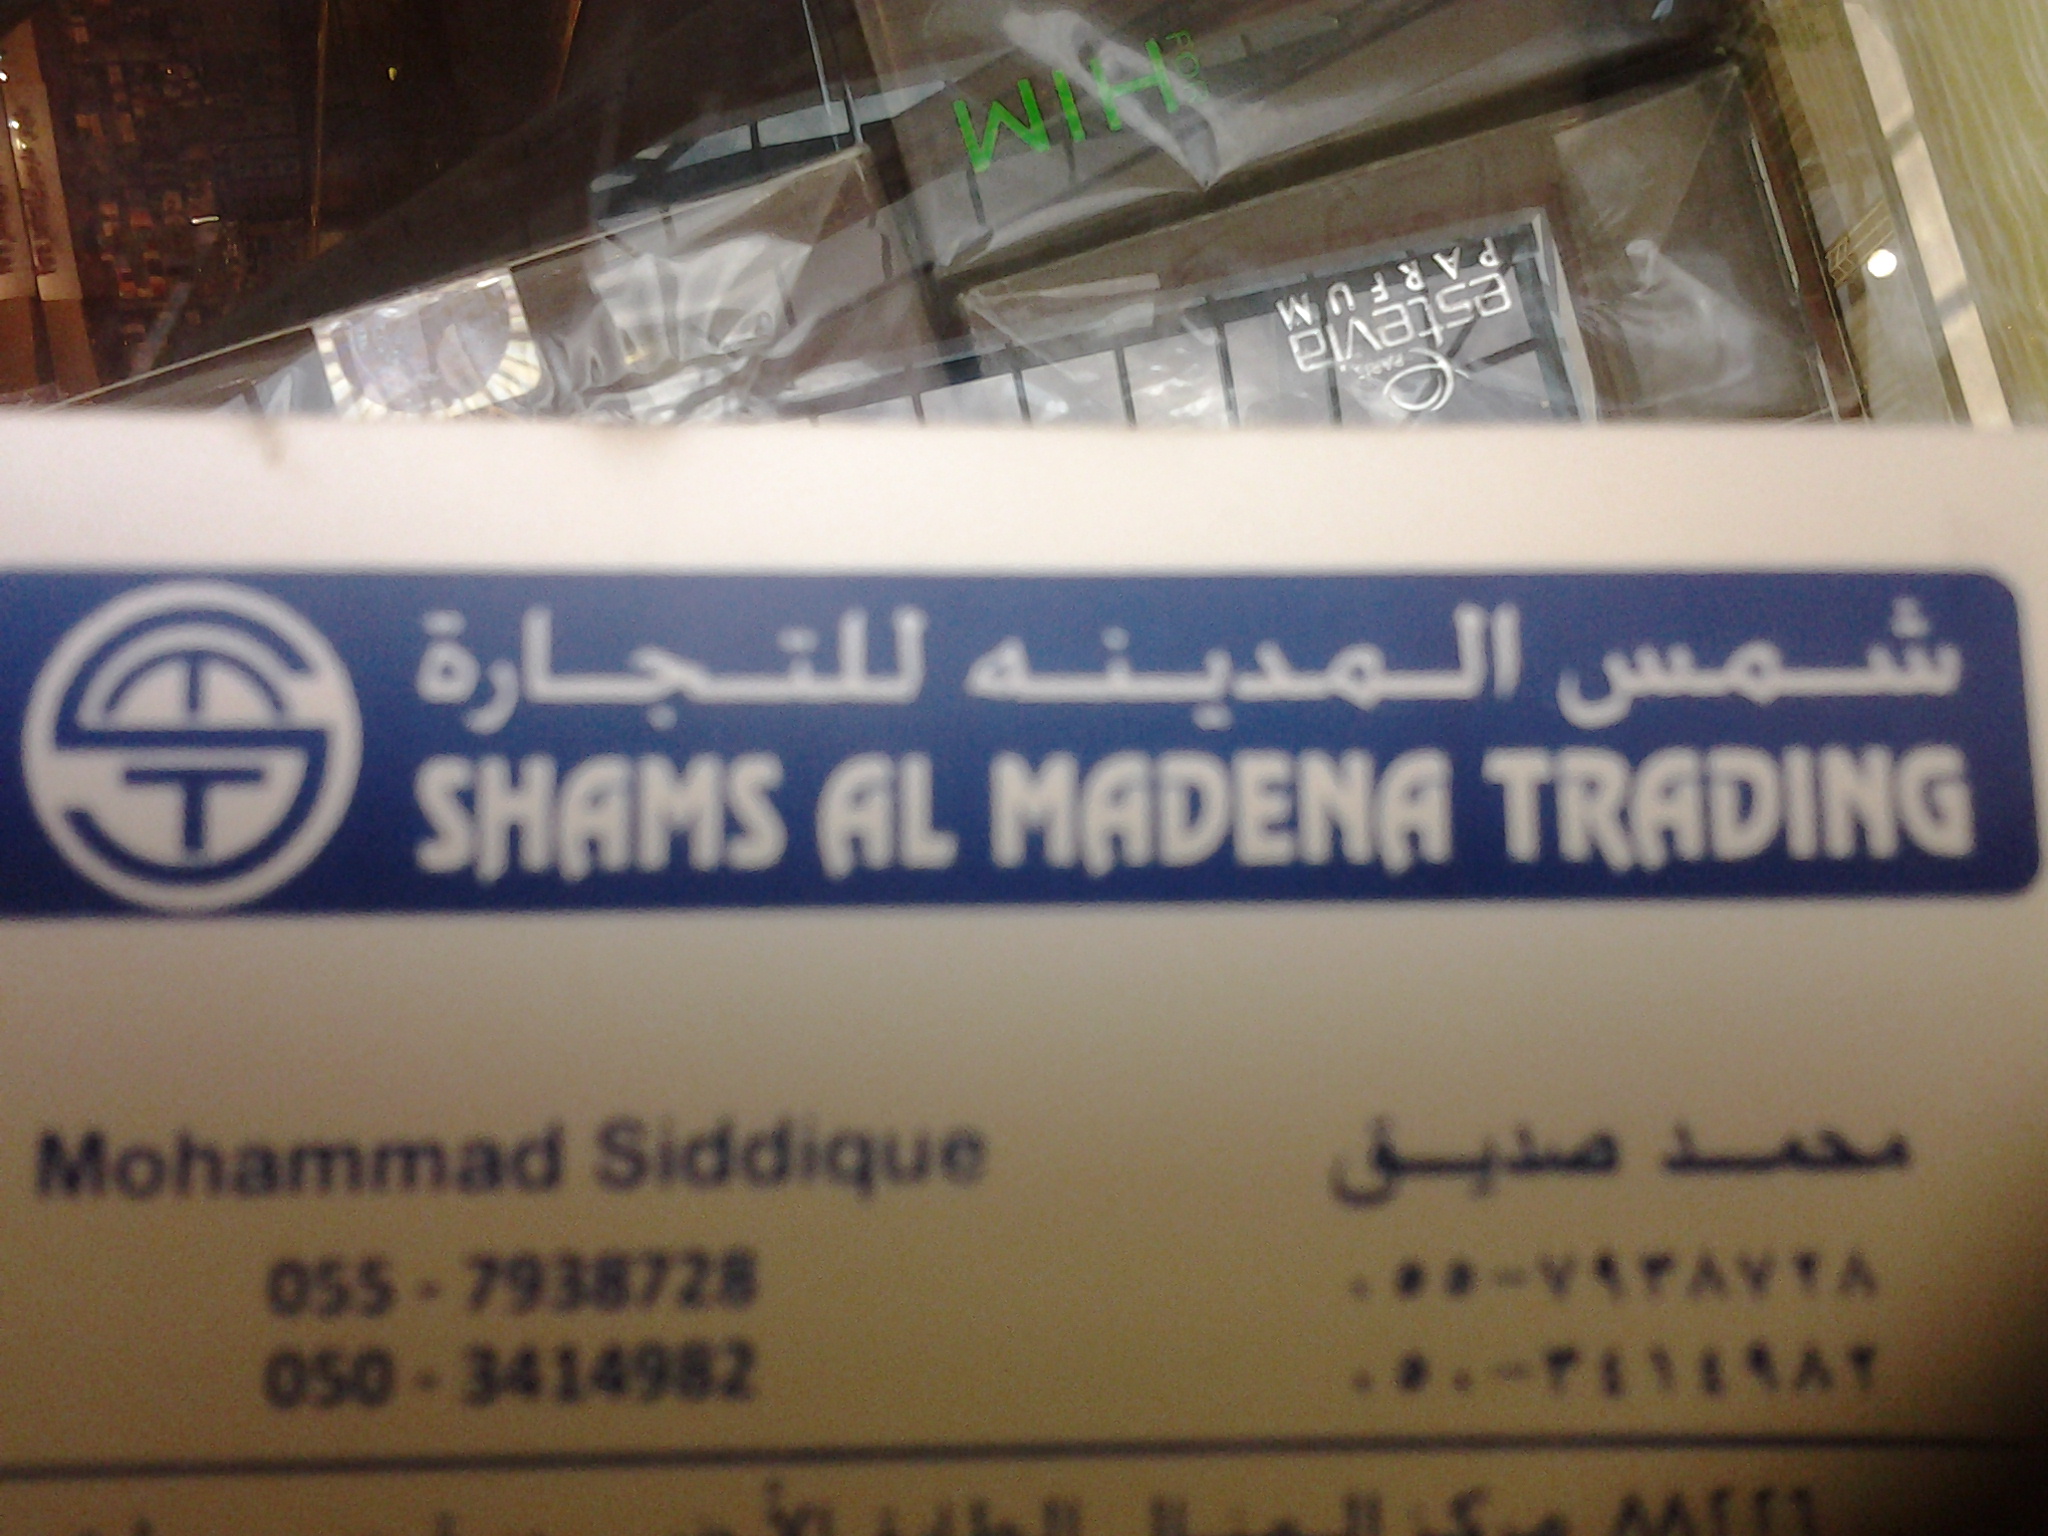 FOR
HIM
estevia
PARFUM
PARIS
شمس المدينه للتجارة
SHAMS AL MADENA TRADING
Mohammad Siddique
محمد صديق
055 - 7938728
٠٥٥-٧٩٣٨٧٢٨
050 - 3414982
٠٥٠-٣٤١٤٩٨٢